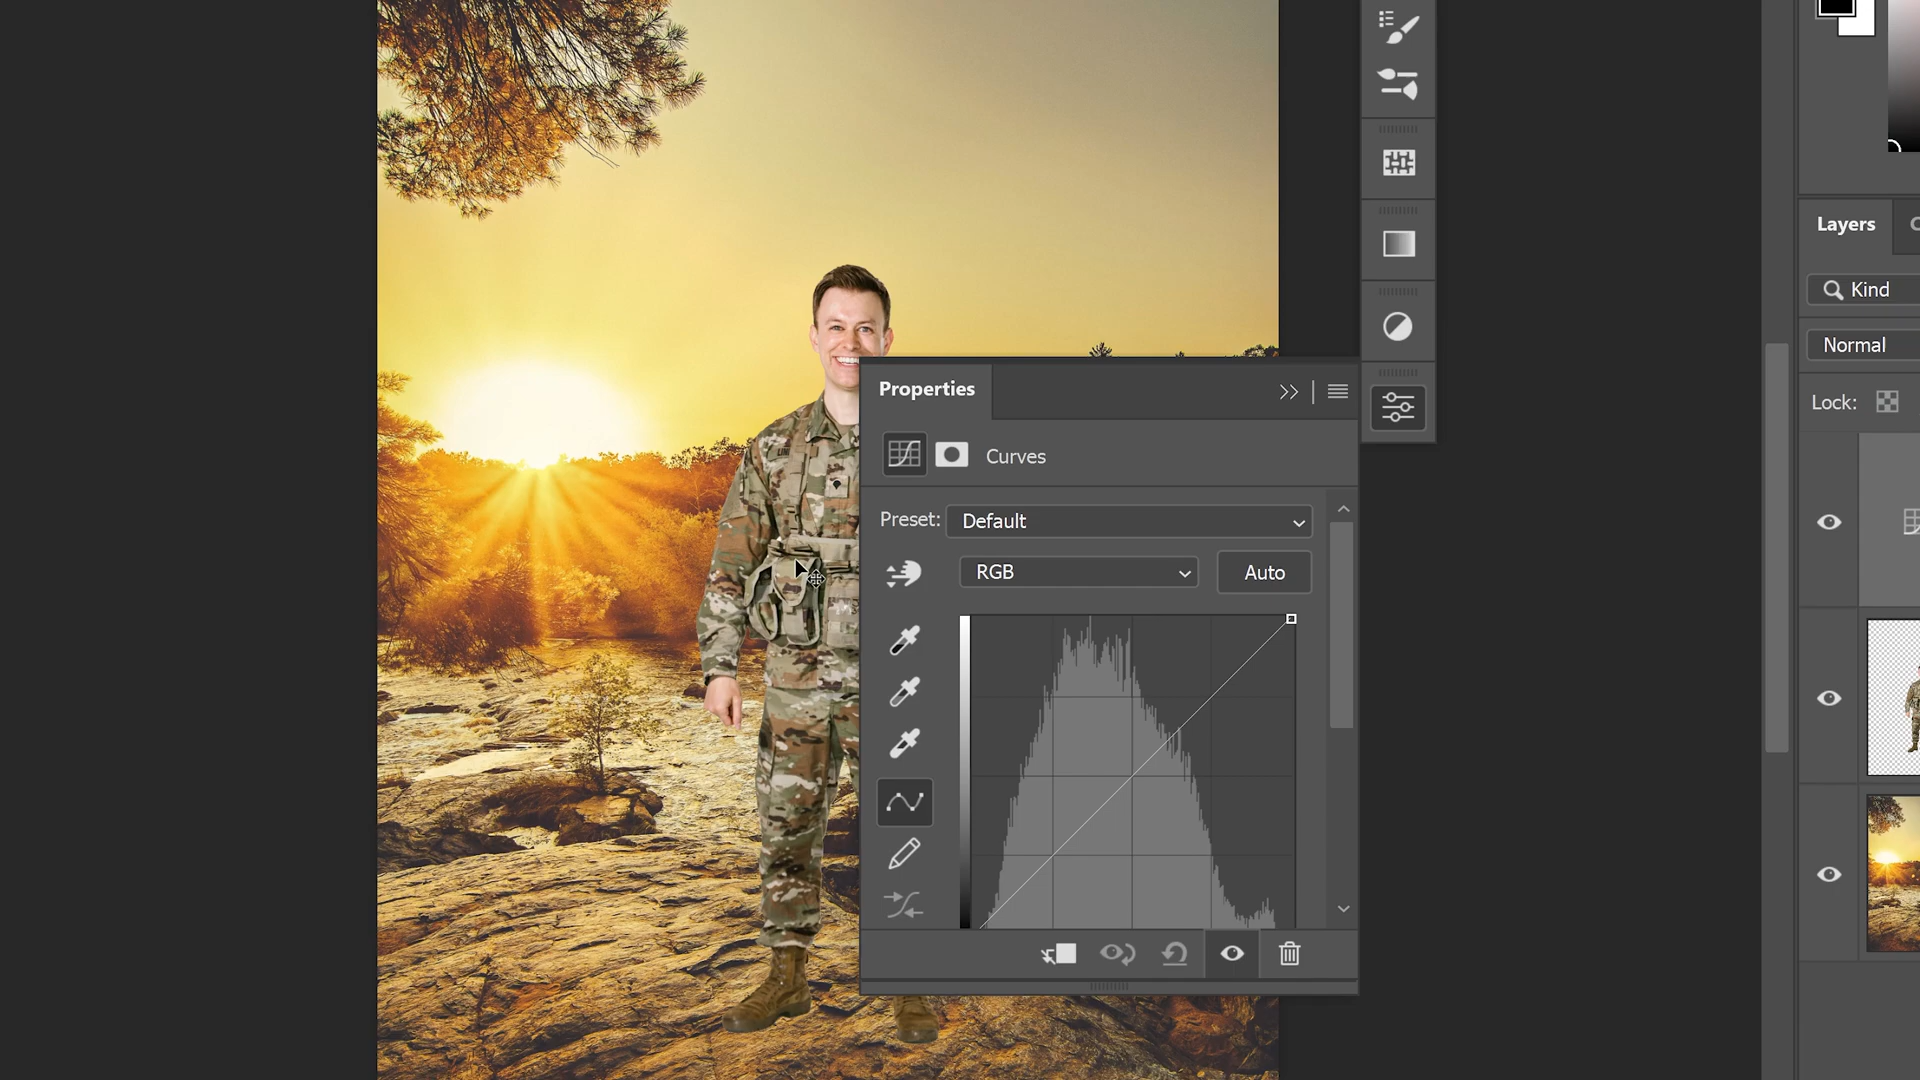 Layers
Kind
Normal
Lock:
Properties
Curves
Preset:
Default
RGB
Auto